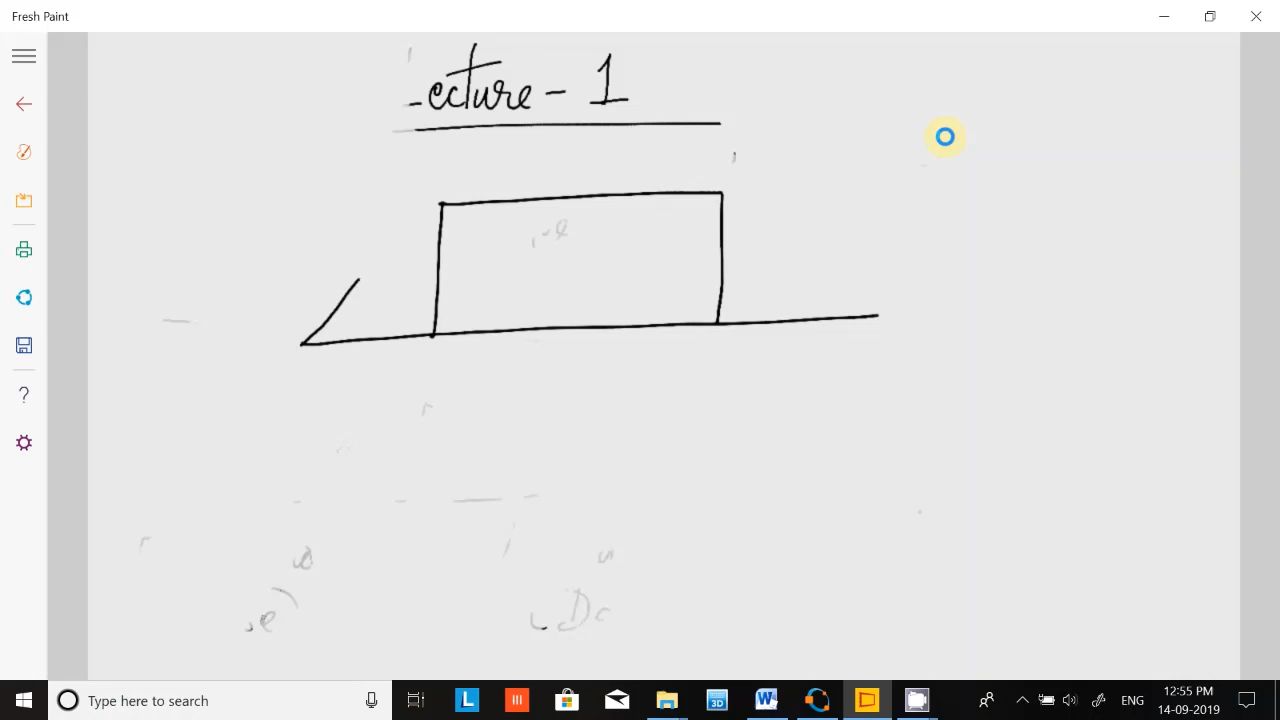 Fresh Paint
ecture - 1
Type here to search
ENG
12:55 PM
14-09-2019